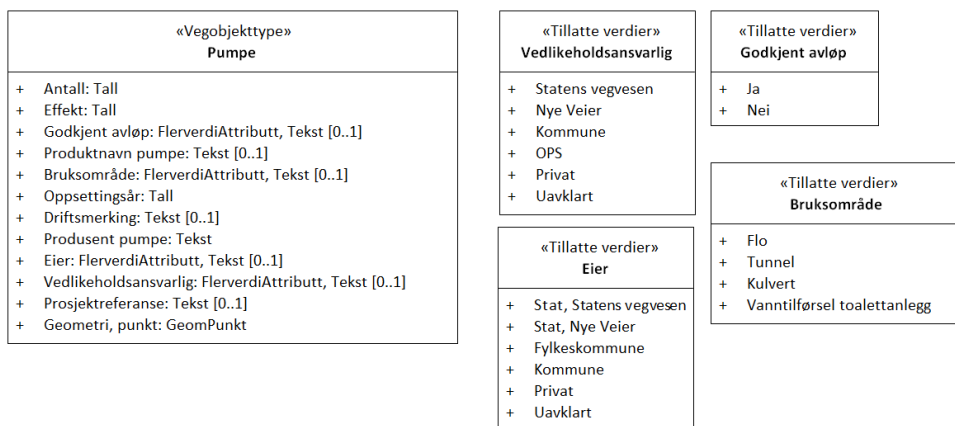 «Vegobjekttype»
Pumpe
+ Antall: Tall
+ Effekt: Tall
+ Godkjent avløp: FlerverdiAttributt, Tekst [0..1]
+ Produktnavn pumpe: Tekst [0..1]
+ Bruksområde: FlerverdiAttributt, Tekst [0..1]
+ Oppsettingsår: Tall
+ Driftsmerking: Tekst [0..1]
+ Produsent pumpe: Tekst
+ Eier: FlerverdiAttributt, Tekst [0..1]
+ Vedlikeholdsansvarlig: FlerverdiAttributt, Tekst [0..1]
+ Prosjektreferanse: Tekst [0..1]
+ Geometri, punkt: GeomPunkt
«Tillatte verdier»
Vedlikeholdsansvarlig
+ Statens vegvesen
+ Nye Veier
+ Kommune
+ OPS
+ Privat
+ Uavklart
«Tillatte verdier»
Godkjent avløp
+ Ja
+ Nei
«Tillatte verdier»
Bruksområde
+ Flo
+ Tunnel
+ Kulvert
+ Vanntilførsel toalettanlegg
«Tillatte verdier»
Eier
+ Stat, Statens vegvesen
+ Stat, Nye Veier
+ Fylkeskommune
+ Kommune
+ Privat
+ Uavklart